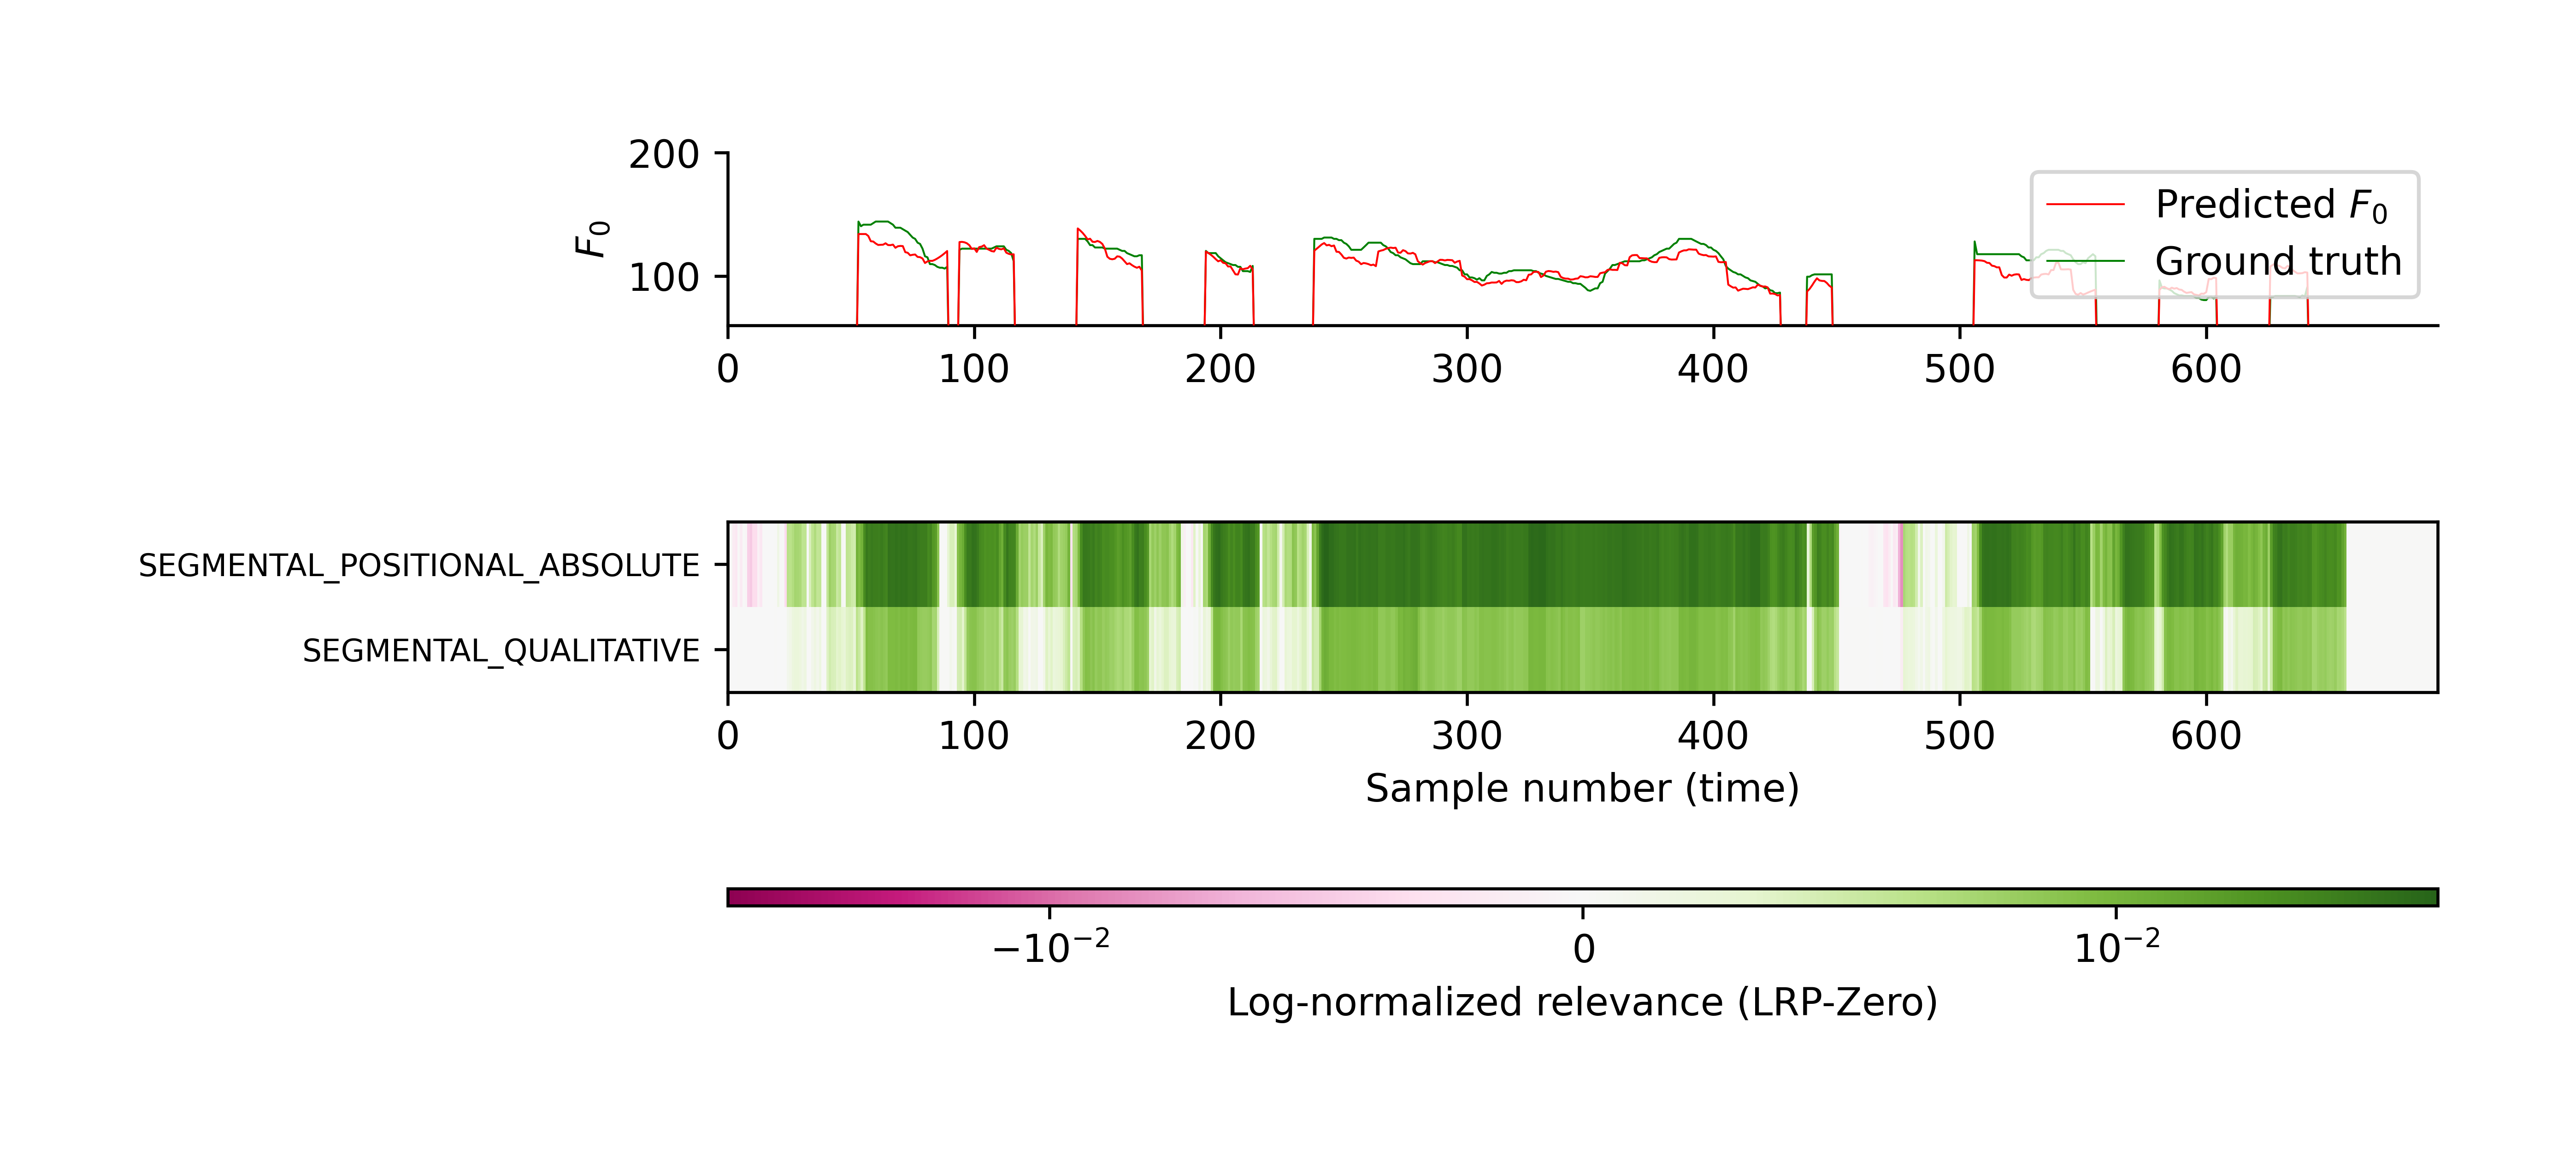 200
100
F₀
Predicted F₀
Ground truth
0 100 200 300 400 500 600
SEGMENTAL_POSITIONAL_ABSOLUTE
SEGMENTAL_QUALITATIVE
0 100 200 300 400 500 600
Sample number (time)
−10⁻² 0 10⁻²
Log-normalized relevance (LRP-Zero)